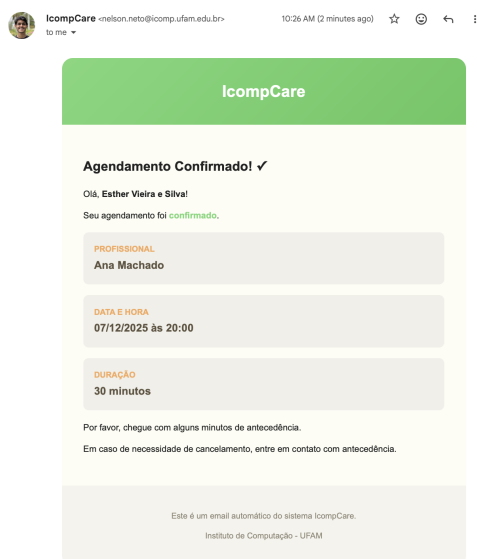 IcompCare <nelson.neto@icomp.ufam.edu.br>
10:26 AM (2 minutes ago)
to me
IcompCare
Agendamento Confirmado! ✓
Olá, Esther Vieira e Silva!
Seu agendamento foi confirmado.
PROFISSIONAL
Ana Machado
DATA E HORA
07/12/2025 às 20:00
DURAÇÃO
30 minutos
Por favor, chegue com alguns minutos de antecedência.
Em caso de necessidade de cancelamento, entre em contato com antecedência.
Este é um email automático do sistema IcompCare.
Instituto de Computação - UFAM